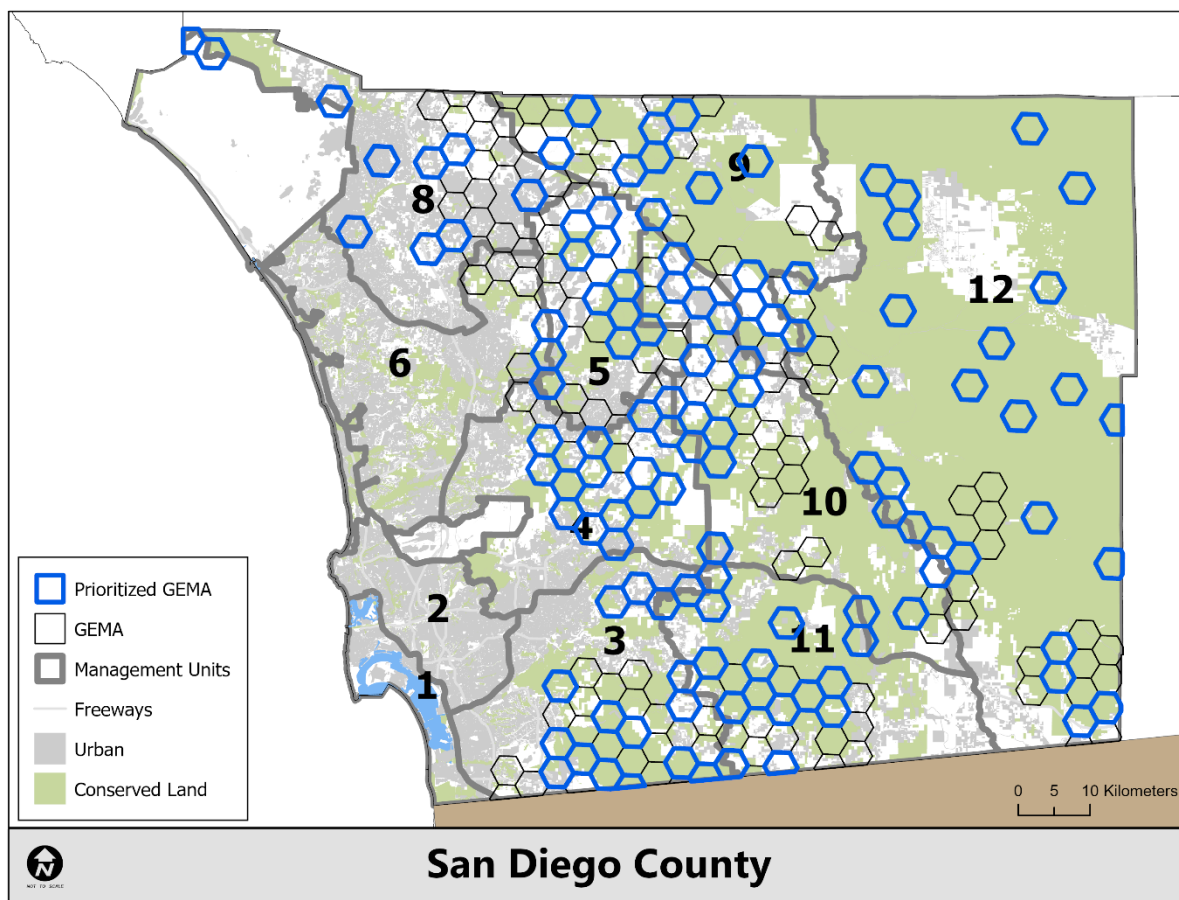 9
8
12
6
5
10
4
2
3
11
1
Prioritized GEMA
GEMA
Management Units
Freeways
Urban
Conserved Land
0 5 10 Kilometers
N
NOT TO SCALE
San Diego County